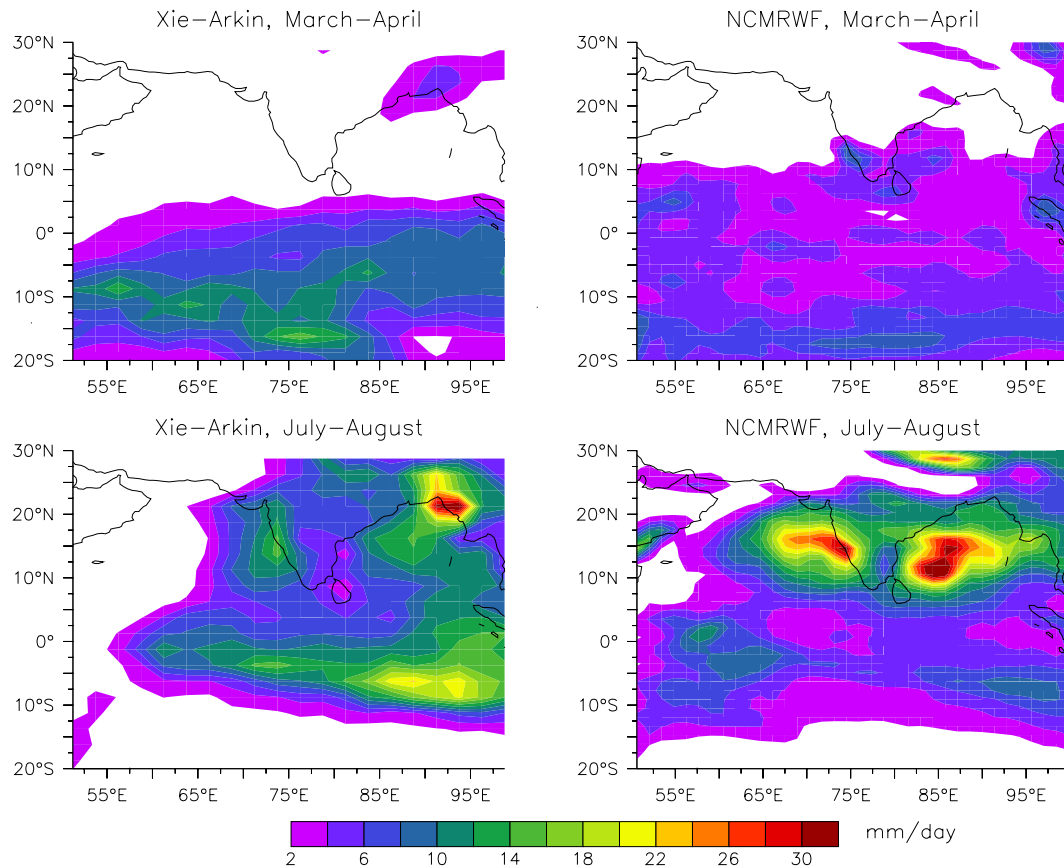 Xie–Arkin, March–April
30°N
20°N
10°N
0°
10°S
20°S
55°E 65°E 75°E 85°E 95°E
NCMRWF, March–April
30°N
20°N
10°N
0°
10°S
20°S
55°E 65°E 75°E 85°E 95°E
Xie–Arkin, July–August
30°N
20°N
10°N
0°
10°S
20°S
55°E 65°E 75°E 85°E 95°E
NCMRWF, July–August
30°N
20°N
10°N
0°
10°S
20°S
55°E 65°E 75°E 85°E 95°E
mm/day
2 6 10 14 18 22 26 30